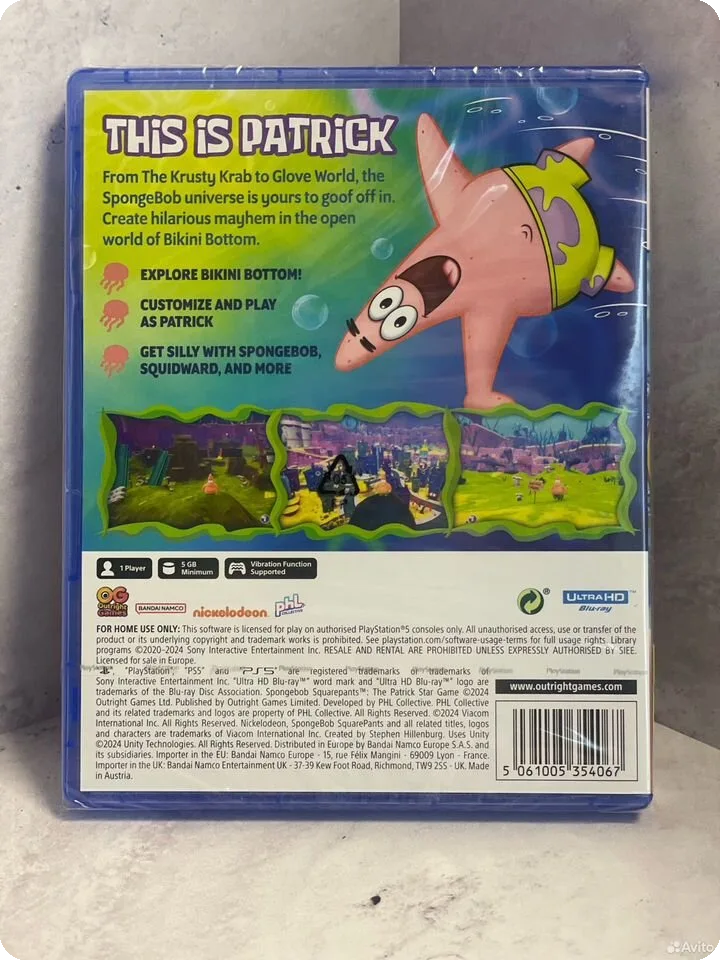 THIS IS PATRICK
From The Krusty Krab to Glove World, the
SpongeBob universe is yours to goof off in.
Create hilarious mayhem in the open
world of Bikini Bottom.
EXPLORE BIKINI BOTTOM!
CUSTOMIZE AND PLAY
AS PATRICK
GET SILLY WITH SPONGEBOB,
SQUIDWARD, AND MORE
1 Player
5 GB
Minimum
Vibration Function
Supported
OG
Outright
Games
BANDAI NAMCO
nickelodeon
phl
COLLECTIVE
®
ULTRA HD™
Blu-ray
FOR HOME USE ONLY: This software is licensed for play on authorised PlayStation®5 consoles only. All unauthorised access, use or transfer of the
product or its underlying copyright and trademark works is prohibited. See playstation.com/software-usage-terms for full usage rights. Library
programs ©2020-2024 Sony Interactive Entertainment Inc. RESALE AND RENTAL ARE PROHIBITED UNLESS EXPRESSLY AUTHORISED BY SIEE.
Licensed for sale in Europe.
", "PlayStation", "PS5" and "PS5" are registered trademarks or trademarks of
Sony Interactive Entertainment Inc. "Ultra HD Blu-ray™" word mark and "Ultra HD Blu-ray™" logo are
trademarks of the Blu-ray Disc Association. Spongebob Squarepants™: The Patrick Star Game ©2024
Outright Games Ltd. Published by Outright Games Limited. Developed by PHL Collective. PHL Collective
and its related trademarks and logos are property of PHL Collective. All Rights Reserved. ©2024 Viacom
International Inc. All Rights Reserved. Nickelodeon, SpongeBob SquarePants and all related titles, logos
and characters are trademarks of Viacom International Inc. Created by Stephen Hillenburg. Uses Unity
©2024 Unity Technologies. All Rights Reserved. Distributed in Europe by Bandai Namco Europe S.A.S. and
its subsidiaries. Importer in the EU: Bandai Namco Europe - 15, rue Félix Mangini - 69009 Lyon - France.
Importer in the UK: Bandai Namco Entertainment UK - 37-39 Kew Foot Road, Richmond, TW9 2SS - UK. Made
in Austria.
www.outrightgames.com
5 061005 354067
Avito